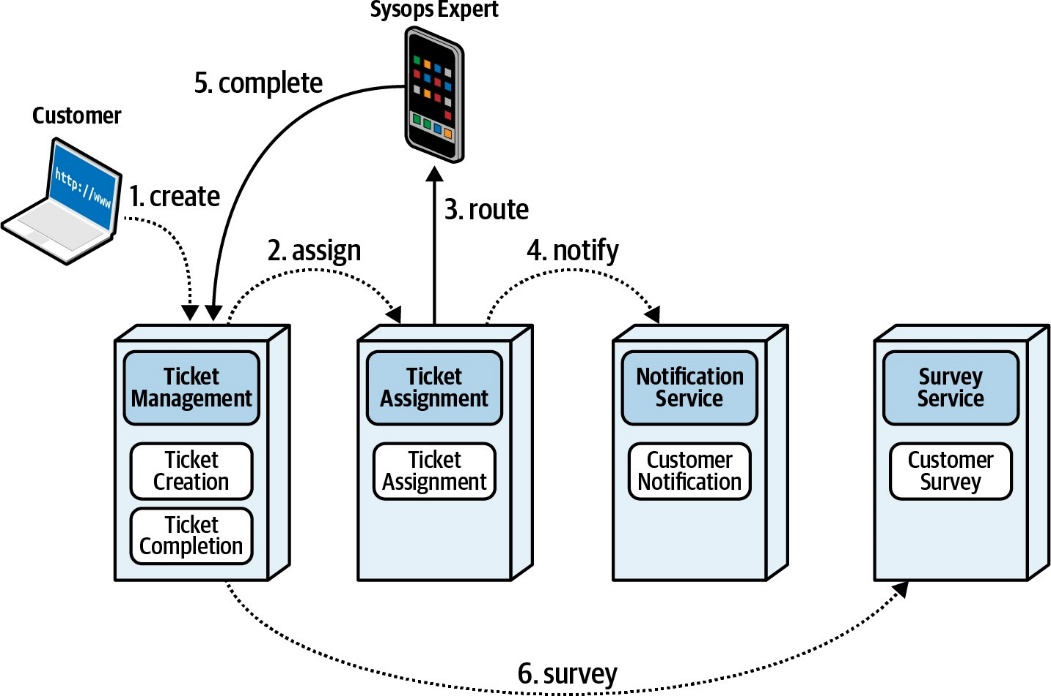 Sysops Expert
5. complete
Customer
http://www
1. create
3. route
2. assign
4. notify
Ticket
Management
Ticket
Creation
Ticket
Completion
Ticket
Assignment
Ticket
Assignment
Notification
Service
Customer
Notification
Survey
Service
Customer
Survey
6. survey